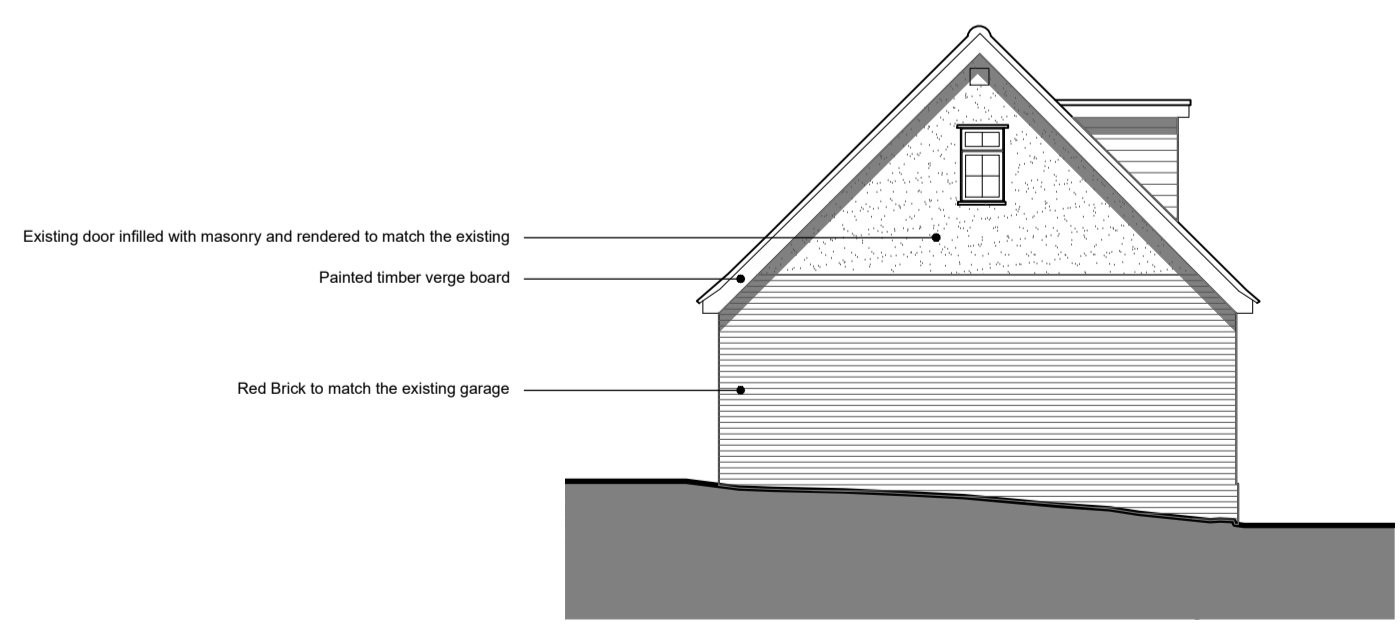 Existing door infilled with masonry and rendered to match the existing
Painted timber verge board
Red Brick to match the existing garage